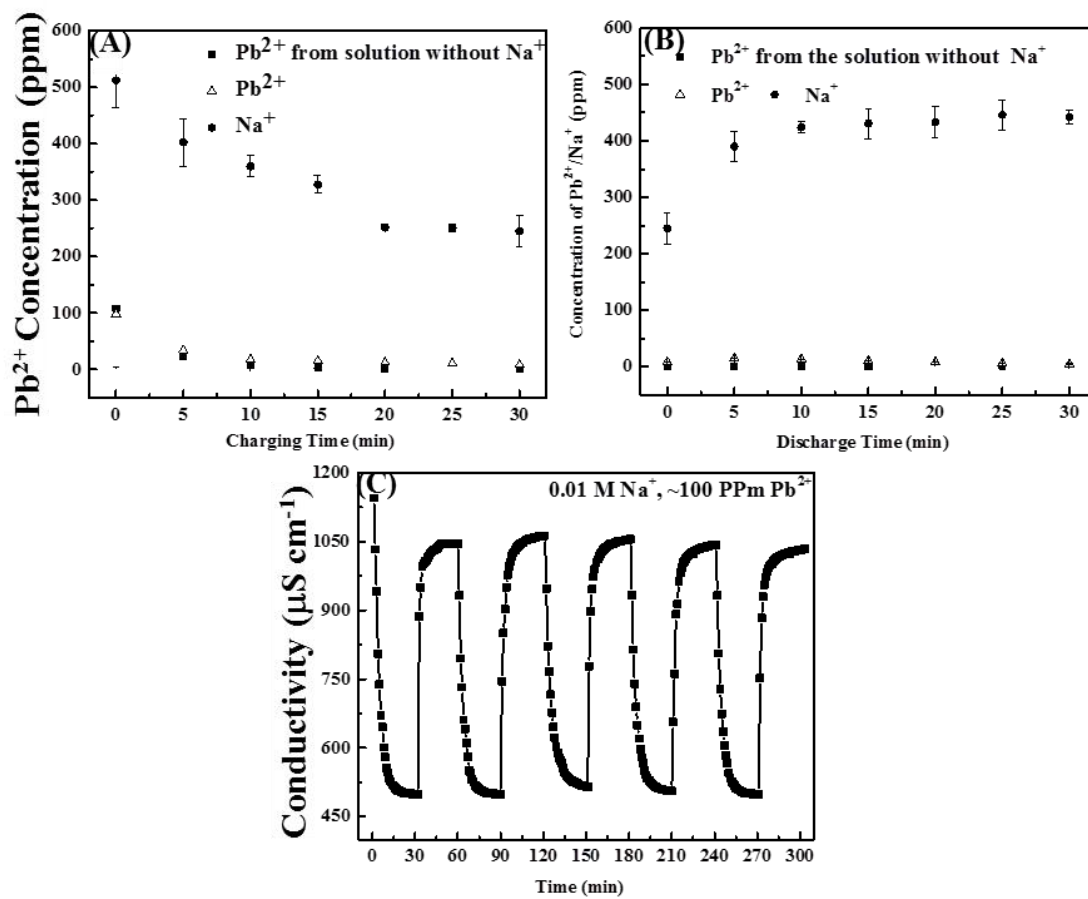 (A)
Pb²⁺ from solution without Na⁺
Pb²⁺
Na⁺
Pb²⁺ Concentration (ppm)
600
500
400
300
200
100
0
0 5 10 15 20 25 30
Charging Time (min)
(B)
Pb²⁺ from the solution without Na⁺
Pb²⁺ Na⁺
Concentration of Pb²⁺/Na⁺ (ppm)
600
500
400
300
200
100
0
0 5 10 15 20 25 30
Discharge Time (min)
(C)
0.01 M Na⁺, ~100 PPm Pb²⁺
Conductivity (µS cm⁻¹)
1200
1050
900
750
600
450
0 30 60 90 120 150 180 210 240 270 300
Time (min)